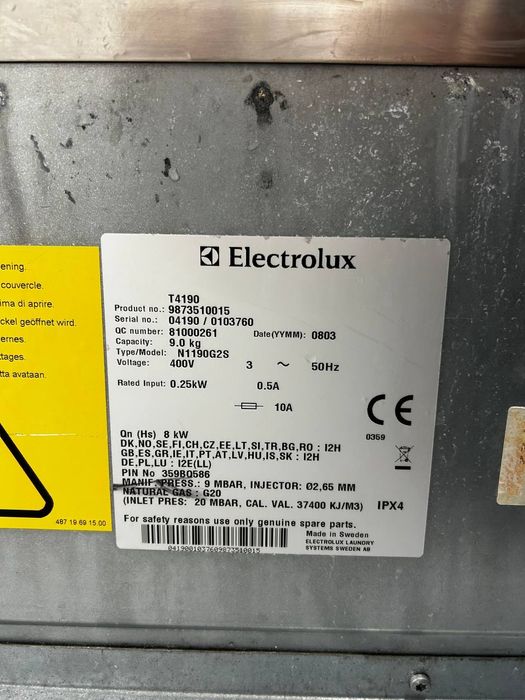 Electrolux
T4190
Product no.: 9873510015
Serial no.: 04190 / 0103760
QC number: 81000261 Date(YYMM): 0803
Capacity: 9.0 kg
Type/Model: N1190G2S
Voltage: 400V 3 ~ 50Hz
Rated Input: 0.25kW 0.5A
10A
CE
0359
Qn (Hs) 8 kW
DK,NO,SE,FI,CH,CZ,EE,LT,SI,TR,BG,RO : I2H
GB,ES,GR,IE,IT,PT,AT,LV,HU,IS,SK : I2H
DE,PL,LU : I2E(LL)
PIN No 359BQ586
MANIF.PRESS.: 9 MBAR, INJECTOR: Ø2,65 MM
NATURAL GAS : G20
(INLET PRES: 20 MBAR, CAL. VAL. 37400 KJ/M3) IPX4
For safety reasons use only genuine spare parts.
Made in Sweden
ELECTROLUX LAUNDRY
SYSTEMS SWEDEN AB
0419001037609873510015
ening.
couvercle.
ima di aprire.
ckel geöffnet wird.
ernes.
ttages.
tta avataan.
487 19 69 15.00